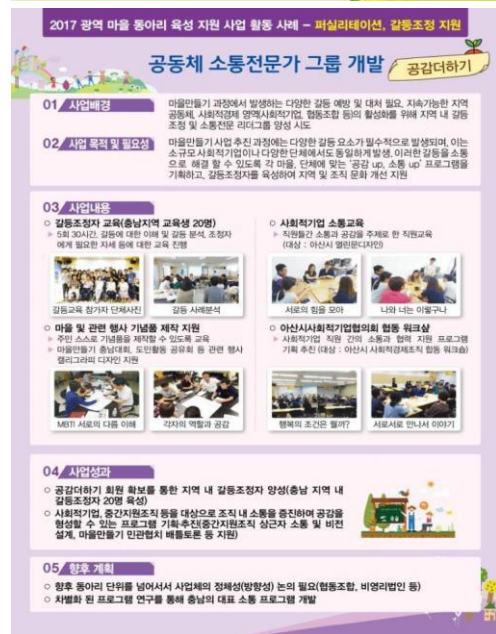 2017 광역 마을 동아리 육성 지원 사업 활동 사례 – 퍼실리테이션, 갈등조정 지원
공동체 소통전문가 그룹 개발
공감더하기
01 사업배경
마을만들기 과정에서 발생하는 다양한 갈등 예방 및 대처 필요, 지속가능한 지역
공동체, 사회적경제 영역(사회적기업, 협동조합 등)의 활성화를 위해 지역 내 갈등
조정 및 소통전문 리더그룹 양성 시도
02 사업 목적 및 필요성
마을만들기 사업 추진 과정에는 다양한 갈등 요소가 필수적으로 발생되며, 이는
소규모 사회적기업이나 다양한 단체에서도 동일하게 발생, 이러한 갈등을 소통
으로 해결 할 수 있도록 각 마을, 단체에 맞는 '공감 up, 소통 up' 프로그램을
기획하고, 갈등조정자를 육성하여 지역 및 조직 문화 개선 지원
03 사업내용
○ 갈등조정자 교육(충남지역 교육생 20명)
▶ 5회 30시간, 갈등에 대한 이해 및 갈등 분석, 조정자
에게 필요한 자세 등에 대한 교육 진행
갈등교육 참가자 단체사진
갈등 사례분석
○ 사회적기업 소통교육
▶ 직원들간 소통과 공감을 주제로 한 직원교육
(대상 : 아산시 열린문디자인)
서로의 힘을 모아
나와 너는 이렇구나
○ 마을 및 관련 행사 기념품 제작 지원
▶ 주민 스스로 기념품을 제작할 수 있도록 교육
▶ 마을만들기 충남대회, 도민활동 공유회 등 관련 행사
캘리그라피 디자인 지원
MBTI 서로의 다름 이해
각자의 역할과 공감
○ 아산시사회적기업협의회 협동 워크샾
▶ 사회적기업 직원 간의 소통과 협력 지원 프로그램
기획 추진 (대상 : 아산시 사회적경제조직 합동 워크숍)
행복의 조건은 뭘까?
서로서로 만나서 이야기
04 사업성과
○ 공감더하기 회원 확보를 통한 지역 내 갈등조정자 양성(충남 지역 내
갈등조정자 20명 육성)
○ 사회적기업, 중간지원조직 등을 대상으로 조직 내 소통을 증진하며 공감을
형성할 수 있는 프로그램 기획·추진(중간지원조직 상근자 소통 및 비전
설계, 마을만들기 민관협치 배틀토론 등 지원)
05 향후 계획
○ 향후 동아리 단위를 넘어서서 사업체의 정체성(방향성) 논의 필요(협동조합, 비영리법인 등)
○ 차별화 된 프로그램 연구를 통해 충남의 대표 소통 프로그램 개발